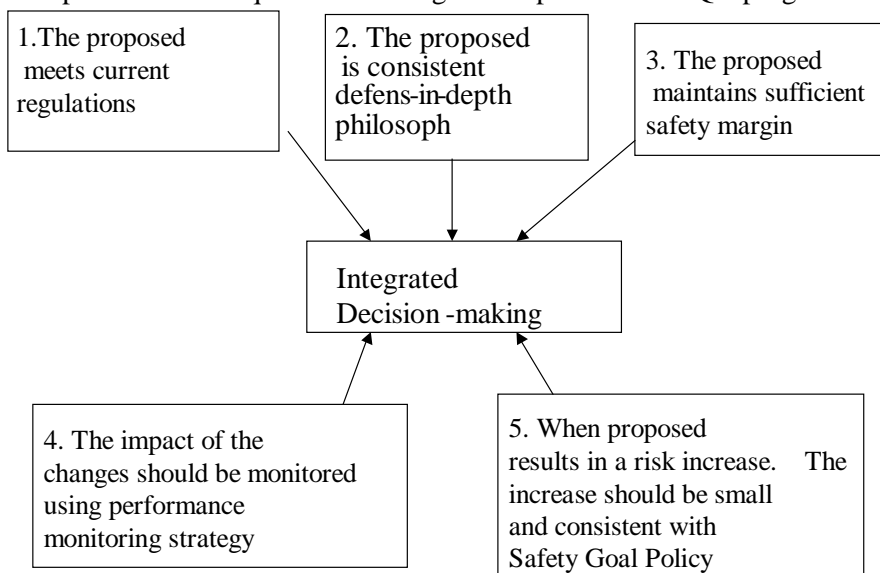 1.The proposed
meets current
regulations
2. The proposed
is consistent
defens-in-depth
philosoph
3. The proposed
maintains sufficient
safety margin
Integrated
Decision -making
4. The impact of the
changes should be monitored
using performance
monitoring strategy
5. When proposed
results in a risk increase. The
increase should be small
and consistent with
Safety Goal Policy